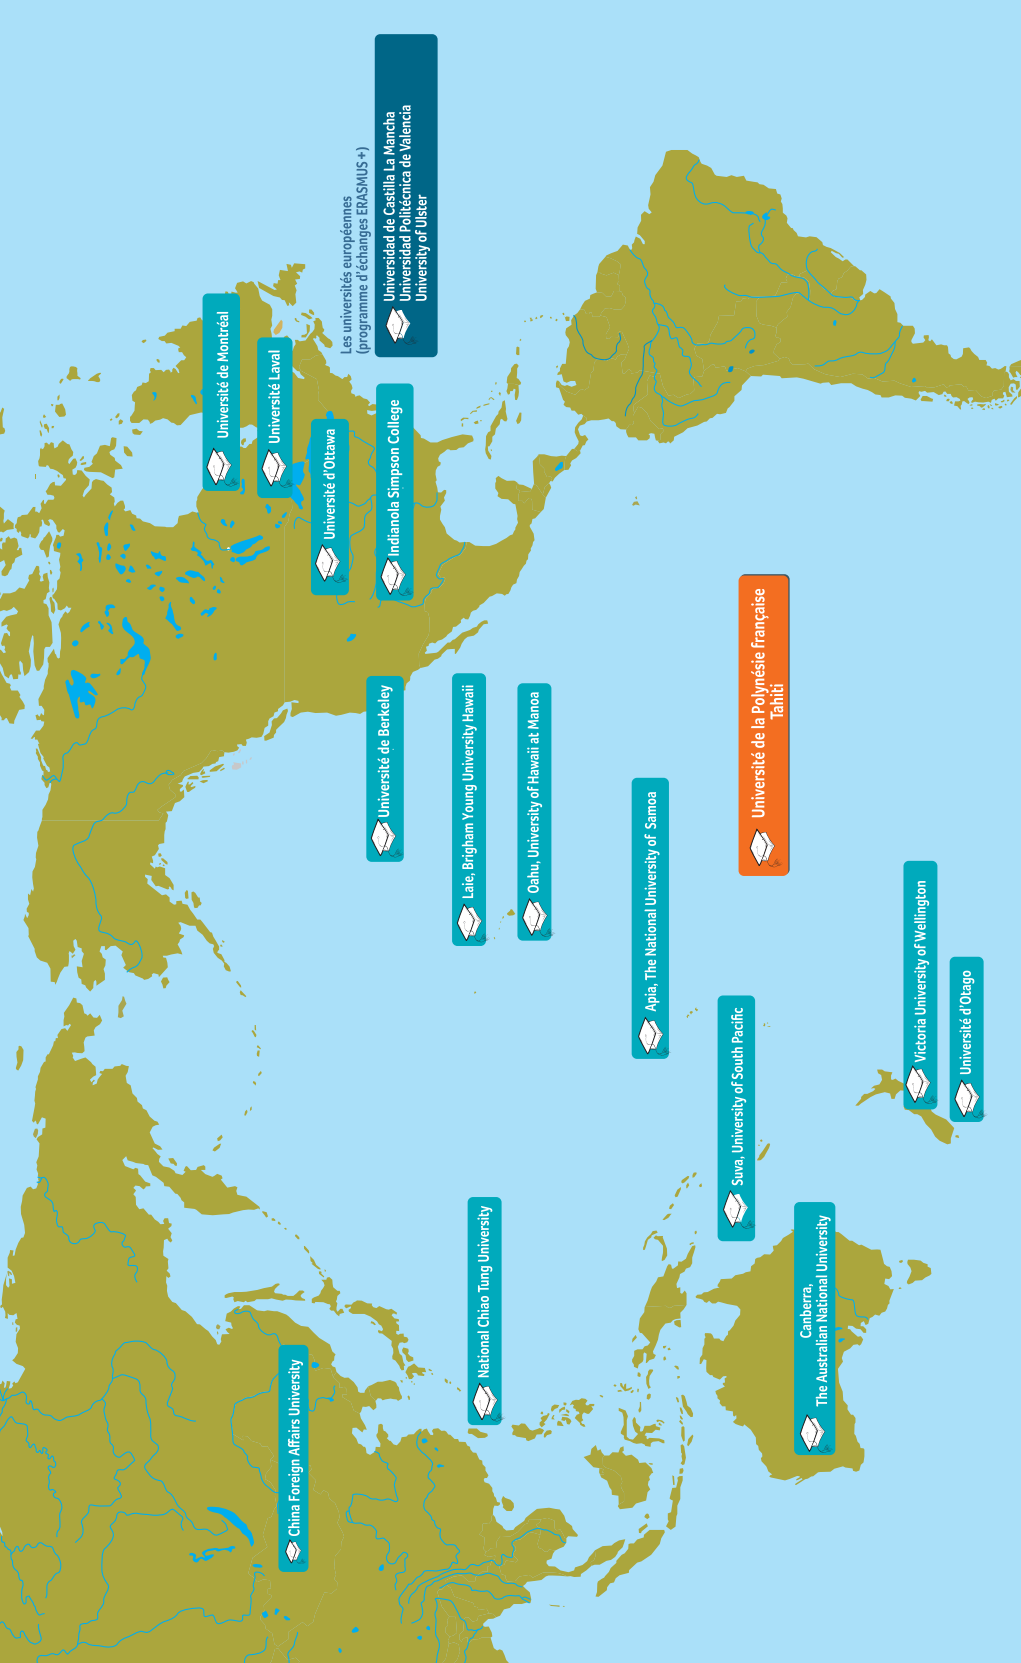 Université de Montréal
Université Laval
Université d'Ottawa
Les universités européennes
(programme d'échanges ERASMUS +)
Universidad de Castilla La Mancha
Universidad Politécnica de Valencia
University of Ulster
Indianola Simpson College
Université de Berkeley
Laie, Brigham Young University Hawaii
Oahu, University of Hawaii at Manoa
China Foreign Affairs University
National Chiao Tung University
Apia, The National University of Samoa
Suva, University of South Pacific
Université de la Polynésie française
Tahiti
Canberra,
The Australian National University
Victoria University of Wellington
Université d'Otago